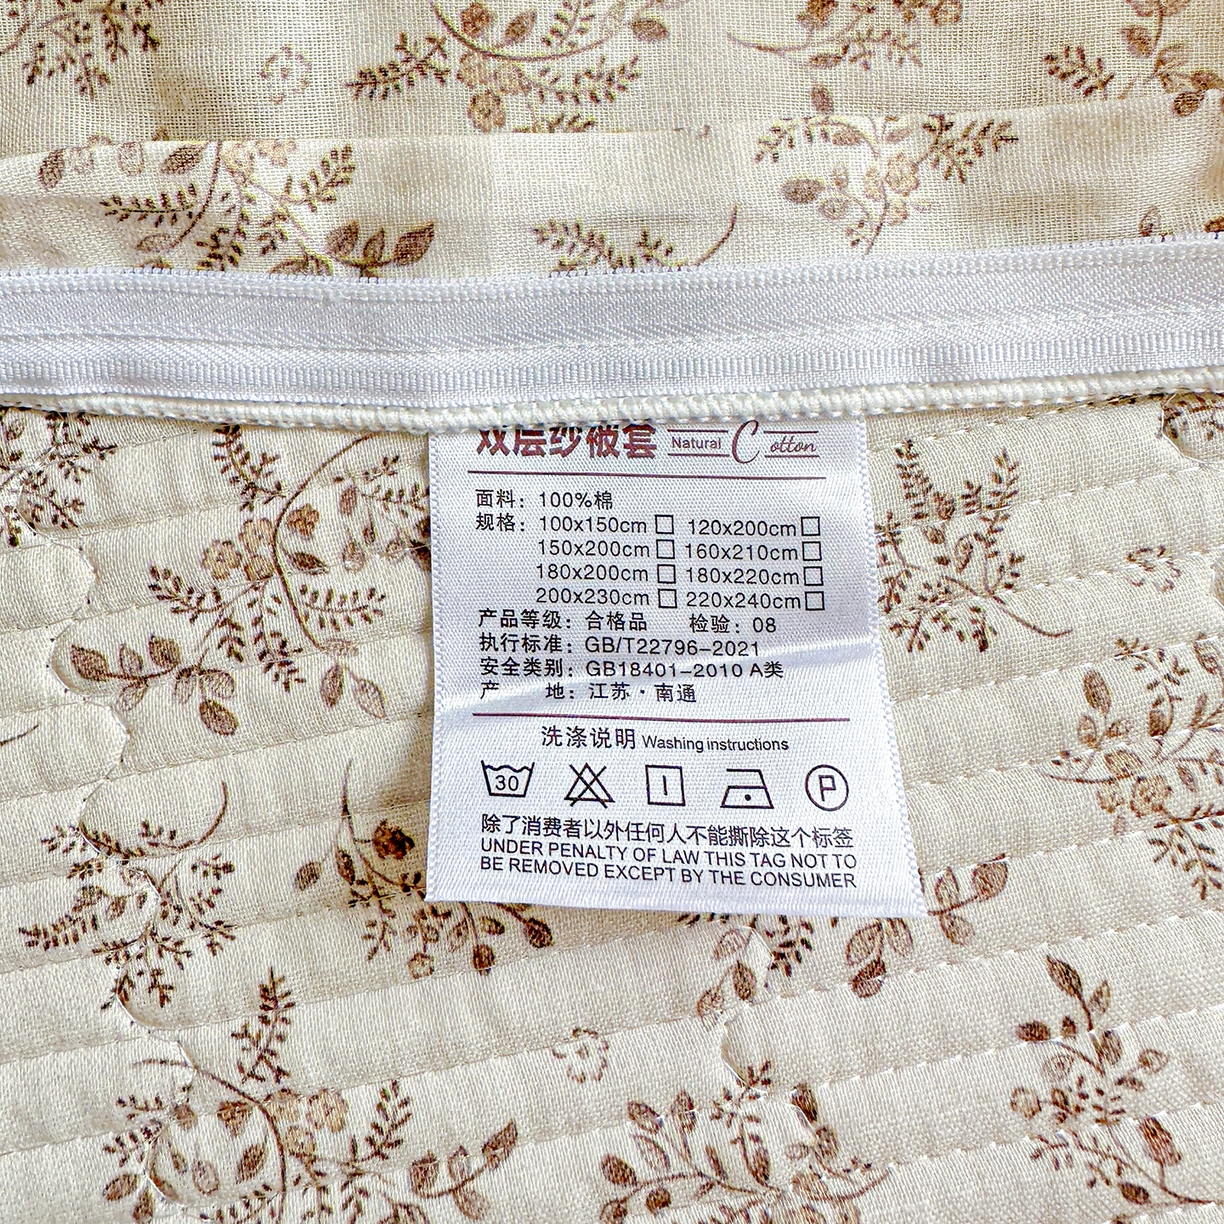 双层纱被套 Natural Cotton
面料：100%棉
规格：100x150cm □ 120x200cm □
150x200cm □ 160x210cm □
180x200cm □ 180x220cm □
200x230cm □ 220x240cm □
产品等级：合格品 检验：08
执行标准：GB/T22796-2021
安全类别：GB18401-2010 A类
产 地：江苏·南通
洗涤说明 Washing instructions
30 P
除了消费者以外任何人不能撕除这个标签
UNDER PENALTY OF LAW THIS TAG NOT TO
BE REMOVED EXCEPT BY THE CONSUMER